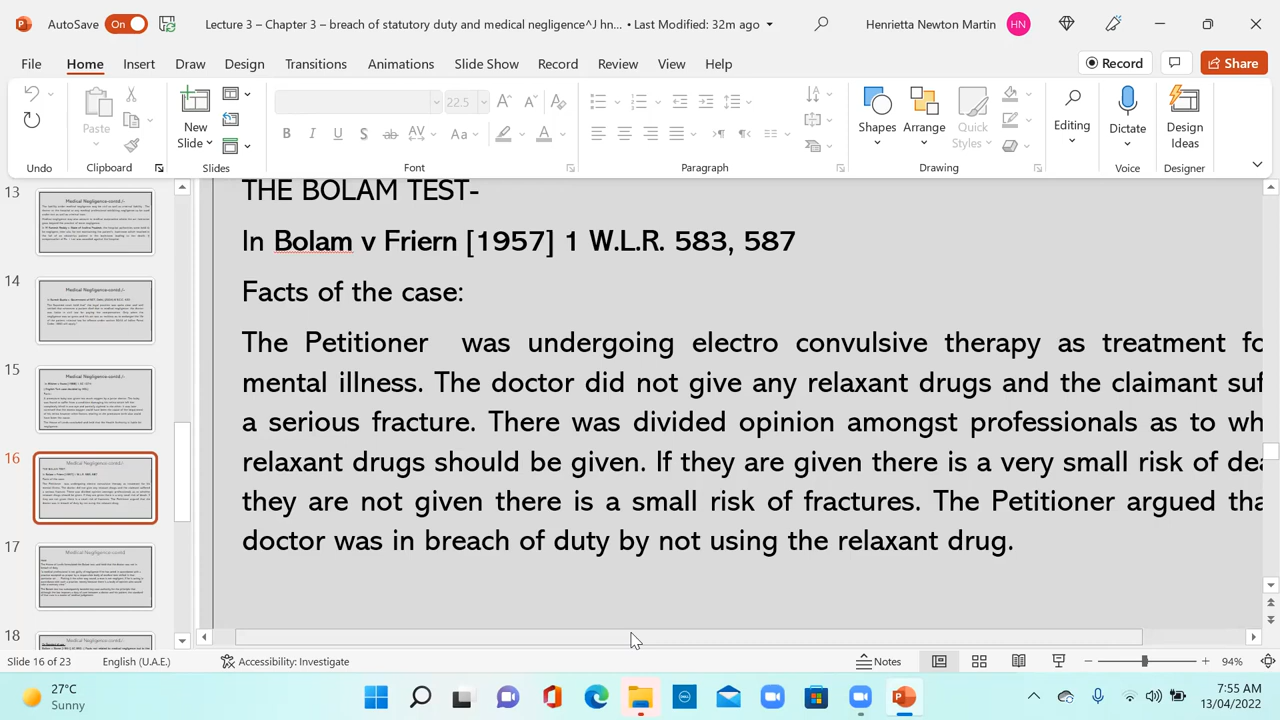 AutoSave On Lecture 3 – Chapter 3 – breach of statutory duty and medical negligence^J hn... • Last Modified: 32m ago Henrietta Newton Martin HN
File Home Insert Draw Design Transitions Animations Slide Show Record Review View Help Record Share
22.5
Paste New Slide Shapes Arrange Quick Styles Editing Dictate Design Ideas
Undo Clipboard Slides Font Paragraph Drawing Voice Designer
13
14
15
16
17
18
THE BOLAM TEST-
In Bolam v Friern [1957] 1 W.L.R. 583, 587
Facts of the case:
The Petitioner was undergoing electro convulsive therapy as treatment fo
mental illness. The doctor did not give any relaxant drugs and the claimant suf
a serious fracture. There was divided opinion amongst professionals as to wh
relaxant drugs should be given. If they are given there is a very small risk of dea
they are not given there is a small risk of fractures. The Petitioner argued tha
doctor was in breach of duty by not using the relaxant drug.
Slide 16 of 23 English (U.A.E.) Accessibility: Investigate Notes 94%
27°C
Sunny
7:55 AM
13/04/2022